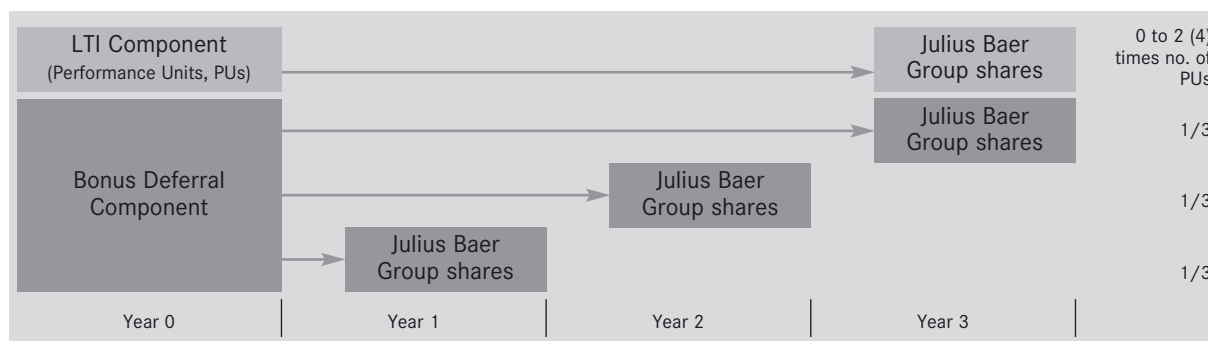 LTI Component
(Performance Units, PUs)
Julius Baer
Group shares
0 to 2 (4)
times no. of
PUs
Julius Baer
Group shares
1/3
Bonus Deferral
Component
Julius Baer
Group shares
1/3
Julius Baer
Group shares
1/3
Year 0
Year 1
Year 2
Year 3